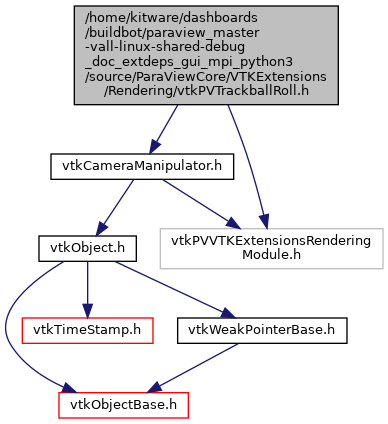 /home/kitware/dashboards
/buildbot/paraview_master
-vall-linux-shared-debug
_doc_extdeps_gui_mpi_python3
/source/ParaViewCore/VTKExtensions
/Rendering/vtkPVTrackballRoll.h
vtkCameraManipulator.h
vtkObject.h
vtkPVVTKExtensionsRendering
Module.h
vtkTimeStamp.h
vtkWeakPointerBase.h
vtkObjectBase.h